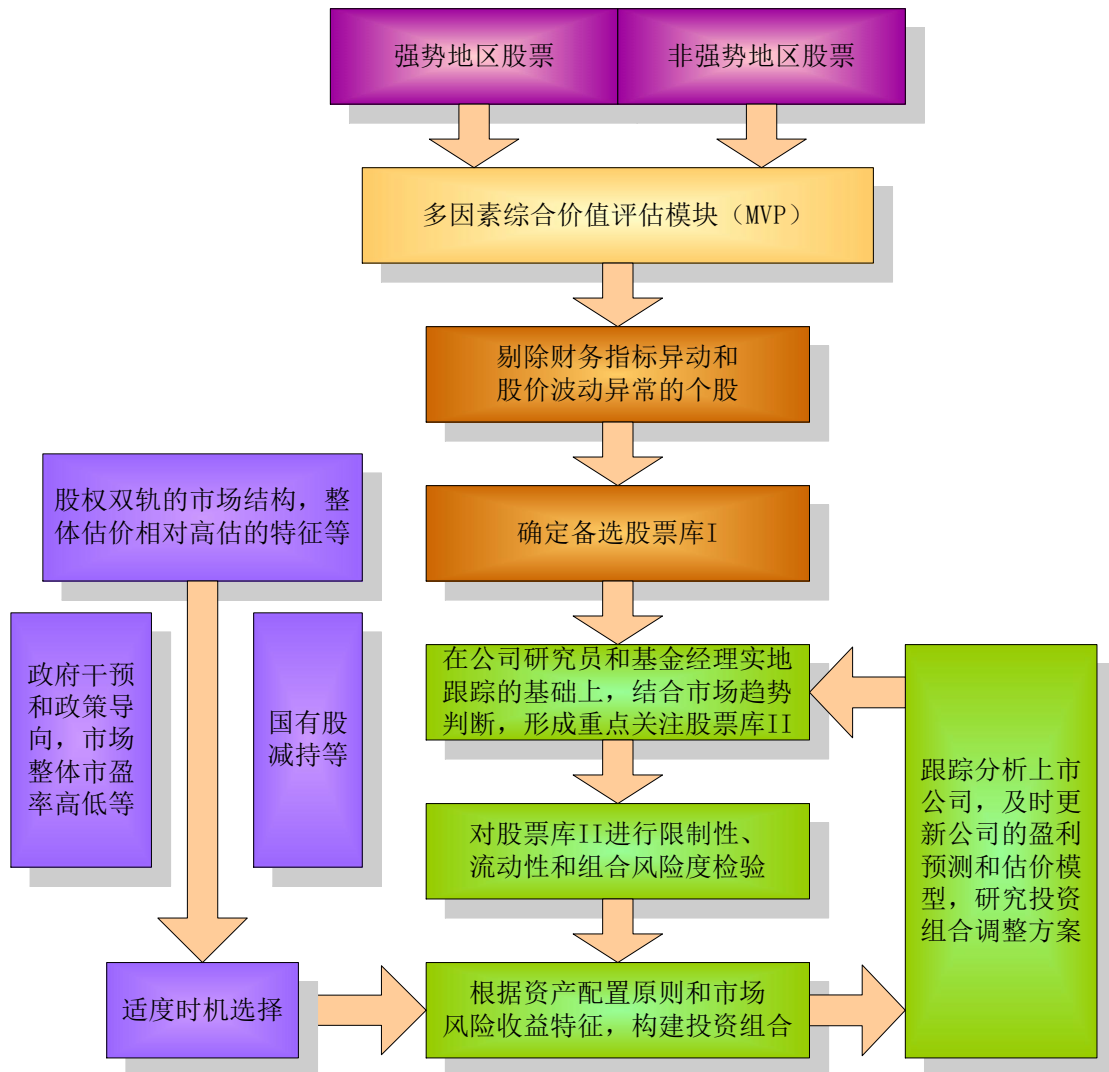 强势地区股票
非强势地区股票
多因素综合价值评估模块（MVP）
剔除财务指标异动和
股价波动异常的个股
股权双轨的市场结构，整
体估价相对高估的特征等
确定备选股票库I
政府干预
和政策导
向，市场
整体市盈
率高低等
国有股
减持等
在公司研究员和基金经理实地
跟踪的基础上，结合市场趋势
判断，形成重点关注股票库II
对股票库II进行限制性、
流动性和组合风险度检验
跟踪分析上市
公司，及时更
新公司的盈利
预测和估价模
型，研究投资
组合调整方案
适度时机选择
根据资产配置原则和市场
风险收益特征，构建投资组合